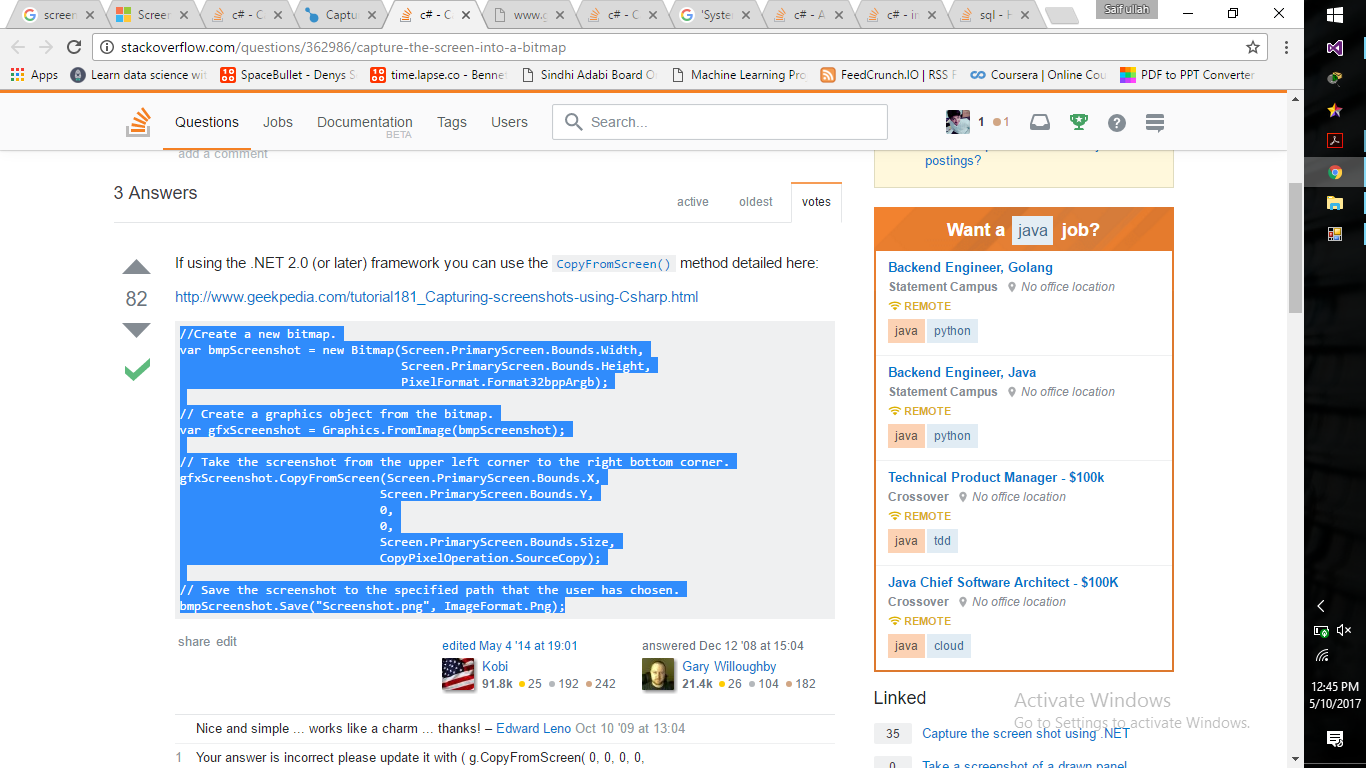 screen
Screen
c# - C
Captu
c# - C
www.g
c# - C
'System
c# - A
c# - in
sql - H
Saif ullah
stackoverflow.com/questions/362986/capture-the-screen-into-a-bitmap
Apps
Learn data science wit
SpaceBullet - Denys S
time.lapse.co - Benne
Sindhi Adabi Board O
Machine Learning Pro
FeedCrunch.IO | RSS F
Coursera | Online Cou
PDF to PPT Converter
Questions
Jobs
Documentation
BETA
Tags
Users
Search...
1 ●1
add a comment
postings?
3 Answers
active
oldest
votes
If using the .NET 2.0 (or later) framework you can use the CopyFromScreen() method detailed here:
82
http://www.geekpedia.com/tutorial181_Capturing-screenshots-using-Csharp.html
//Create a new bitmap.
var bmpScreenshot = new Bitmap(Screen.PrimaryScreen.Bounds.Width,
Screen.PrimaryScreen.Bounds.Height,
PixelFormat.Format32bppArgb);
// Create a graphics object from the bitmap.
var gfxScreenshot = Graphics.FromImage(bmpScreenshot);
// Take the screenshot from the upper left corner to the right bottom corner.
gfxScreenshot.CopyFromScreen(Screen.PrimaryScreen.Bounds.X,
Screen.PrimaryScreen.Bounds.Y,
0,
0,
Screen.PrimaryScreen.Bounds.Size,
CopyPixelOperation.SourceCopy);
// Save the screenshot to the specified path that the user has chosen.
bmpScreenshot.Save("Screenshot.png", ImageFormat.Png);
share edit
edited May 4 '14 at 19:01
Kobi
91.8k ●25 ●192 ●242
answered Dec 12 '08 at 15:04
Gary Willoughby
21.4k ●26 ●104 ●182
Nice and simple ... works like a charm ... thanks! – Edward Leno Oct 10 '09 at 13:04
1 Your answer is incorrect please update it with ( g.CopyFromScreen( 0, 0, 0, 0,
Want a java job?
Backend Engineer, Golang
Statement Campus No office location
REMOTE
java python
Backend Engineer, Java
Statement Campus No office location
REMOTE
java python
Technical Product Manager - $100k
Crossover No office location
REMOTE
java tdd
Java Chief Software Architect - $100K
Crossover No office location
REMOTE
java cloud
Linked
35 Capture the screen shot using .NET
0 Take a screenshot of a drawn panel
Activate Windows
Go to Settings to activate Windows.
12:45 PM
5/10/2017